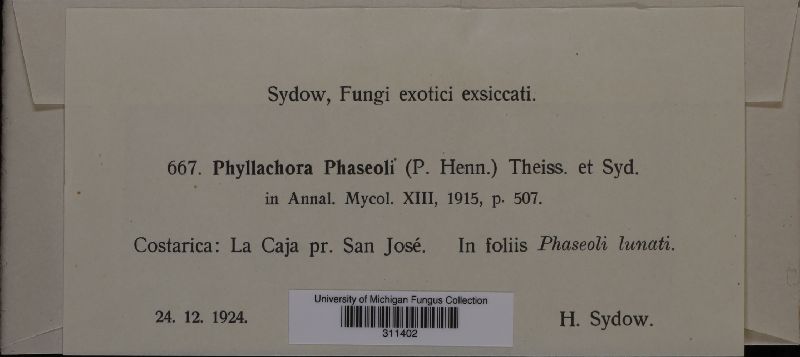 Sydow, Fungi exotici exsiccati.
667. Phyllachora Phaseoli (P. Henn.) Theiss. et Syd.
in Annal. Mycol. XIII, 1915, p. 507.
Costarica: La Caja pr. San José. In foliis Phaseoli lunati.
24. 12. 1924.
University of Michigan Fungus Collection
311402
H. Sydow.